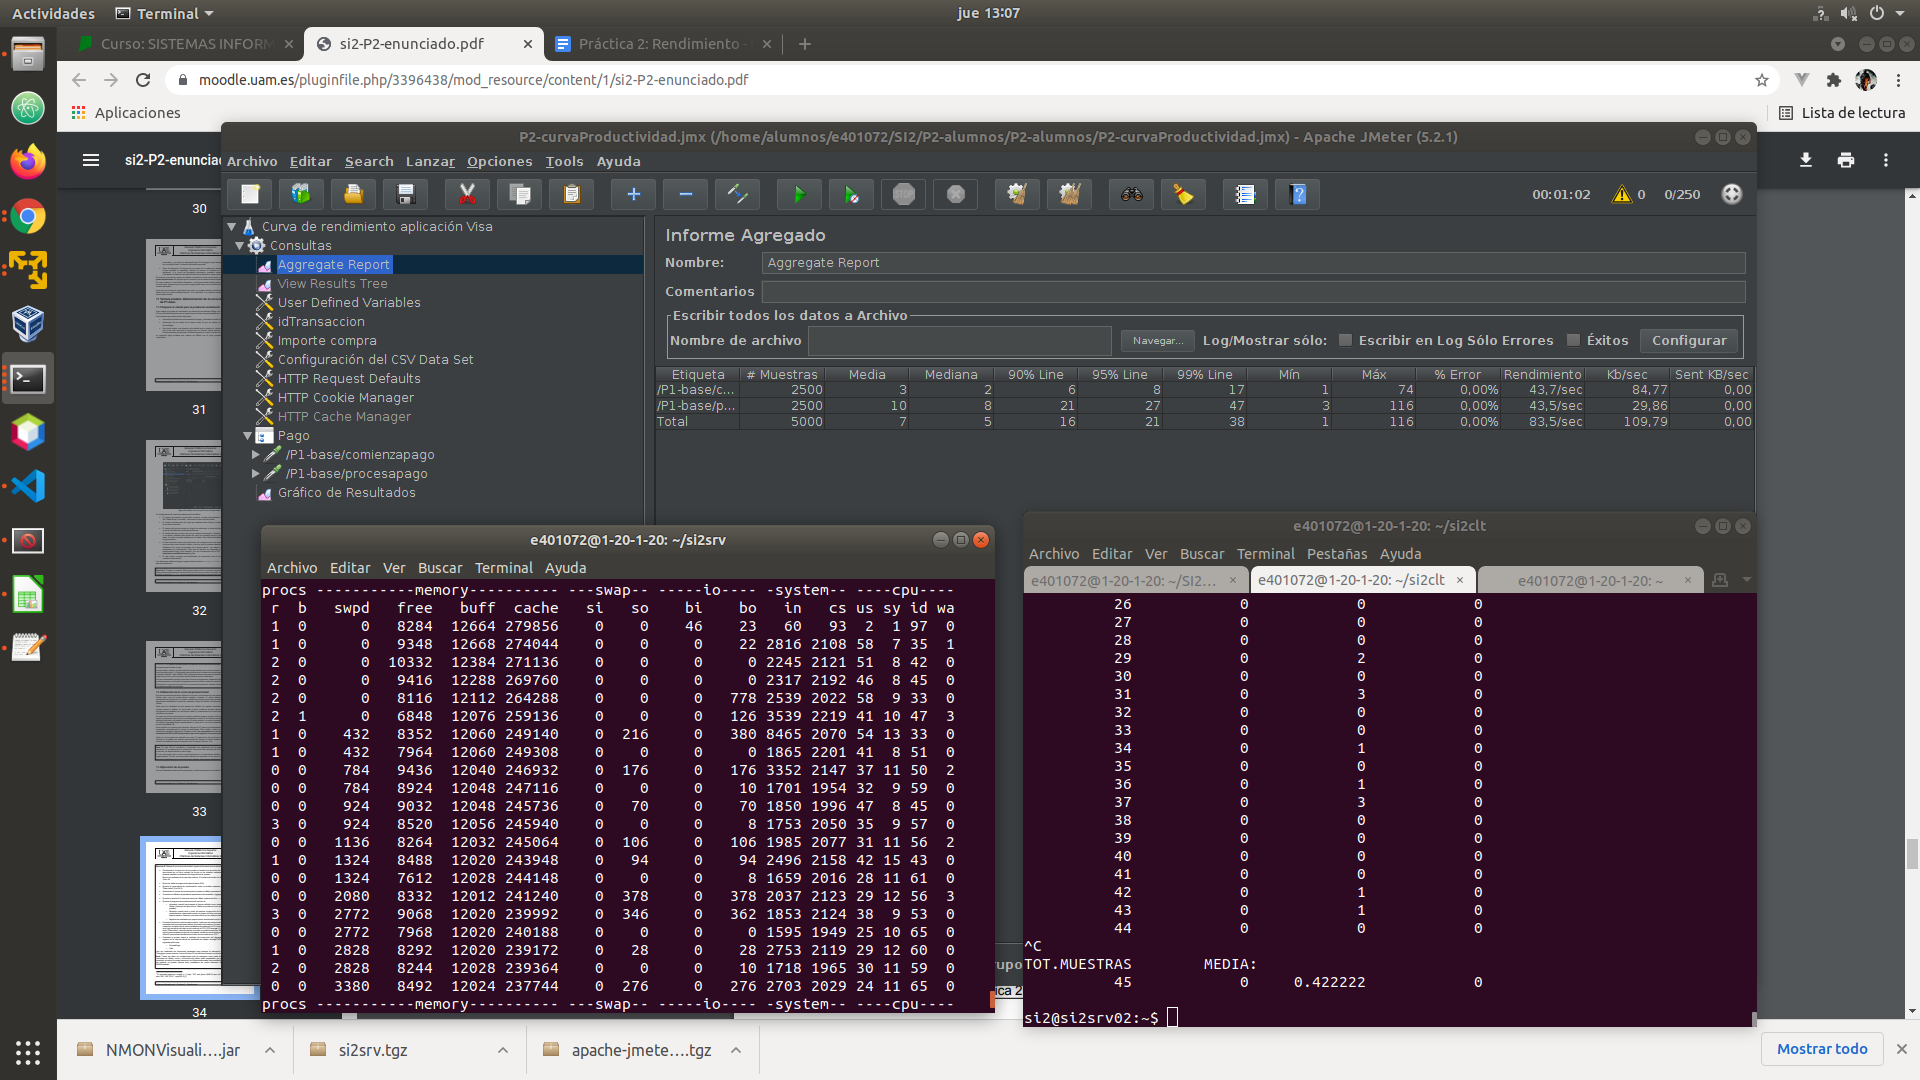 Actividades Terminal jue 13:07
Curso: SISTEMAS INFORM si2-P2-enunciado.pdf Práctica 2: Rendimiento -
moodle.uam.es/pluginfile.php/3396438/mod_resource/content/1/si2-P2-enunciado.pdf
Aplicaciones Lista de lectura
si2-P2-enunciad
30
31
32
33
34
P2-curvaProductividad.jmx (/home/alumnos/e401072/SI2/P2-alumnos/P2-alumnos/P2-curvaProductividad.jmx) - Apache JMeter (5.2.1)
Archivo Editar Search Lanzar Opciones Tools Ayuda
STOP 00:01:02 0 0/250
Curva de rendimiento aplicación Visa
Consultas
Aggregate Report
View Results Tree
User Defined Variables
idTransaccion
Importe compra
Configuración del CSV Data Set
HTTP Request Defaults
HTTP Cookie Manager
HTTP Cache Manager
Pago
/P1-base/comienzapago
/P1-base/procesapago
Gráfico de Resultados
Informe Agregado
Nombre: Aggregate Report
Comentarios
Escribir todos los datos a Archivo
Nombre de archivo Navegar... Log/Mostrar sólo: Escribir en Log Sólo Errores Éxitos Configurar
Etiqueta # Muestras Media Mediana 90% Line 95% Line 99% Line Mín Máx % Error Rendimiento Kb/sec Sent KB/sec
/P1-base/c... 2500 3 2 6 8 17 1 74 0,00% 43,7/sec 84,77 0,00
/P1-base/p... 2500 10 8 21 27 47 3 116 0,00% 43,5/sec 29,86 0,00
Total 5000 7 5 16 21 38 1 116 0,00% 83,5/sec 109,79 0,00
e401072@1-20-1-20: ~/si2srv
Archivo Editar Ver Buscar Terminal Ayuda
procs -----------memory---------- ---swap-- -----io---- -system-- ----cpu----
r b swpd free buff cache si so bi bo in cs us sy id wa
1 0 0 8284 12664 279856 0 0 46 23 60 93 2 1 97 0
1 0 0 9348 12668 274044 0 0 0 22 2816 2108 58 7 35 1
2 0 0 10332 12384 271136 0 0 0 0 2245 2121 51 8 42 0
2 0 0 9416 12288 269760 0 0 0 0 2317 2192 46 8 45 0
2 0 0 8116 12112 264288 0 0 0 778 2539 2022 58 9 33 0
2 1 0 6848 12076 259136 0 0 0 126 3539 2219 41 10 47 3
1 0 432 8352 12060 249140 0 216 0 380 8465 2070 54 13 33 0
1 0 432 7964 12060 249308 0 0 0 0 1865 2201 41 8 51 0
0 0 784 9436 12040 246932 0 176 0 176 3352 2147 37 11 50 2
0 0 784 8924 12048 247116 0 0 0 10 1701 1954 32 9 59 0
0 0 924 9032 12048 245736 0 70 0 70 1850 1996 47 8 45 0
3 0 924 8520 12056 245940 0 0 0 8 1753 2050 35 9 57 0
0 0 1136 8264 12032 245064 0 106 0 106 1985 2077 31 11 56 2
1 0 1324 8488 12020 243948 0 94 0 94 2496 2158 42 15 43 0
0 0 1324 7612 12028 244148 0 0 0 8 1659 2016 28 11 61 0
0 0 2080 8332 12012 241240 0 378 0 378 2037 2123 29 12 56 3
3 0 2772 9068 12020 239992 0 346 0 362 1853 2124 38 9 53 0
0 0 2772 7968 12020 240188 0 0 0 0 1595 1949 25 10 65 0
1 0 2828 8292 12020 239172 0 28 0 28 2753 2119 29 12 60 0
2 0 2828 8244 12028 239364 0 0 0 10 1718 1965 30 11 59 0
0 0 3380 8492 12024 237744 0 276 0 276 2703 2029 24 11 65 0
procs -----------memory---------- ---swap-- -----io---- -system-- ----cpu----
e401072@1-20-1-20: ~/si2clt
Archivo Editar Ver Buscar Terminal Pestañas Ayuda
e401072@1-20-1-20: ~/SI2... e401072@1-20-1-20: ~/si2clt e401072@1-20-1-20: ~
26 0 0 0
27 0 0 0
28 0 0 0
29 0 2 0
30 0 0 0
31 0 3 0
32 0 0 0
33 0 0 0
34 0 1 0
35 0 0 0
36 0 1 0
37 0 3 0
38 0 0 0
39 0 0 0
40 0 0 0
41 0 0 0
42 0 1 0
43 0 1 0
44 0 0 0
^C
TOT.MUESTRAS MEDIA:
45 0 0.422222 0
si2@si2srv02:~$
upo
ica 2
NMONVisuali....jar si2srv.tgz apache-jmete....tgz Mostrar todo